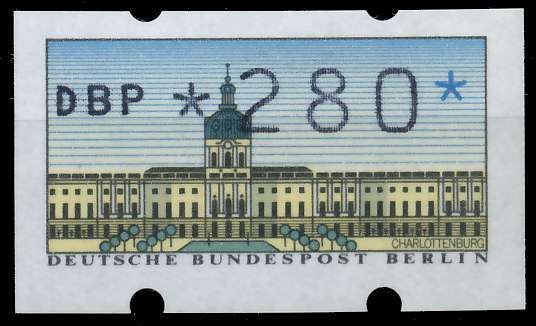 DBP *280*
CHARLOTTENBURG
DEUTSCHE BUNDESPOST BERLIN